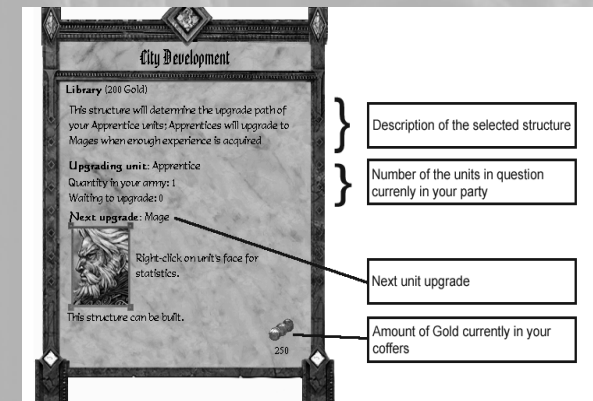 City Development
Library (200 Gold)
This structure will determine the upgrade path of
your Apprentice units; Apprentices will upgrade to
Mages when enough experience is acquired
Upgrading unit: Apprentice
Quantity in your army: 1
Waiting to upgrade: 0
Next upgrade: Mage
Right-click on unit's face for
statistics.
This structure can be built.
250
Description of the selected structure
Number of the units in question
currenly in your party
Next unit upgrade
Amount of Gold currently in your
coffers